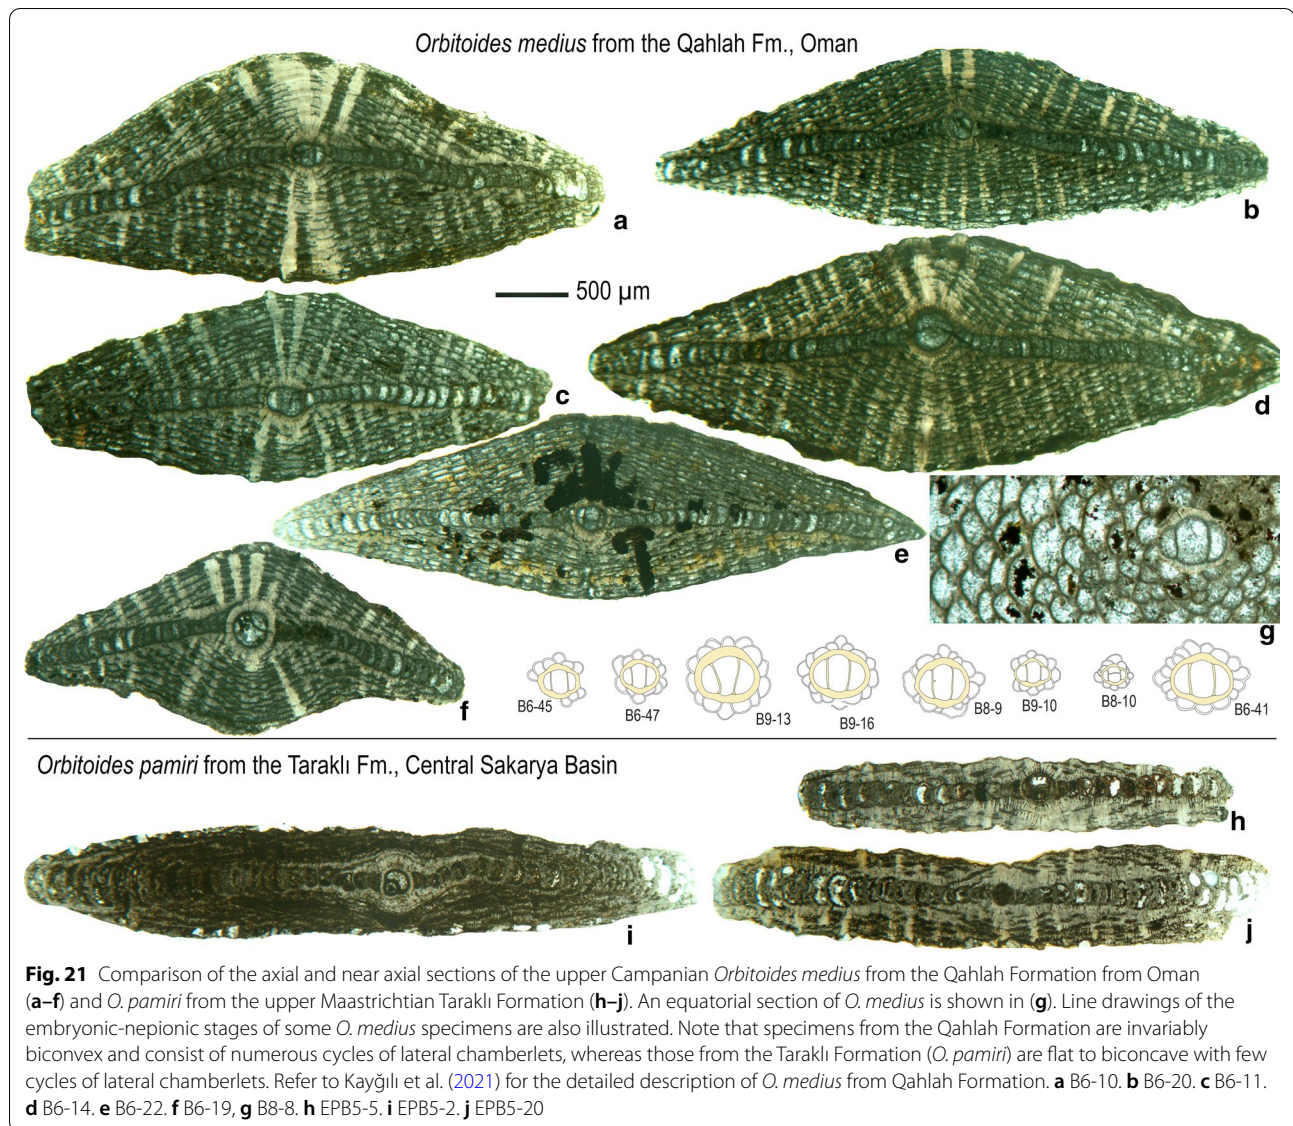 Orbitoides medius from the Qahlah Fm., Oman
a
b
500 µm
c
d
e
g
f
B6-45
B6-47
B9-13
B9-16
B8-9
B9-10
B8-10
B6-41
Orbitoides pamiri from the Taraklı Fm., Central Sakarya Basin
h
i
j
Fig. 21 Comparison of the axial and near axial sections of the upper Campanian Orbitoides medius from the Qahlah Formation from Oman
(a–f) and O. pamiri from the upper Maastrichtian Taraklı Formation (h–j). An equatorial section of O. medius is shown in (g). Line drawings of the
embryonic-nepionic stages of some O. medius specimens are also illustrated. Note that specimens from the Qahlah Formation are invariably
biconvex and consist of numerous cycles of lateral chamberlets, whereas those from the Taraklı Formation (O. pamiri) are flat to biconcave with few
cycles of lateral chamberlets. Refer to Kayğılı et al. (2021) for the detailed description of O. medius from Qahlah Formation. a B6-10. b B6-20. c B6-11.
d B6-14. e B6-22. f B6-19, g B8-8. h EPB5-5. i EPB5-2. j EPB5-20